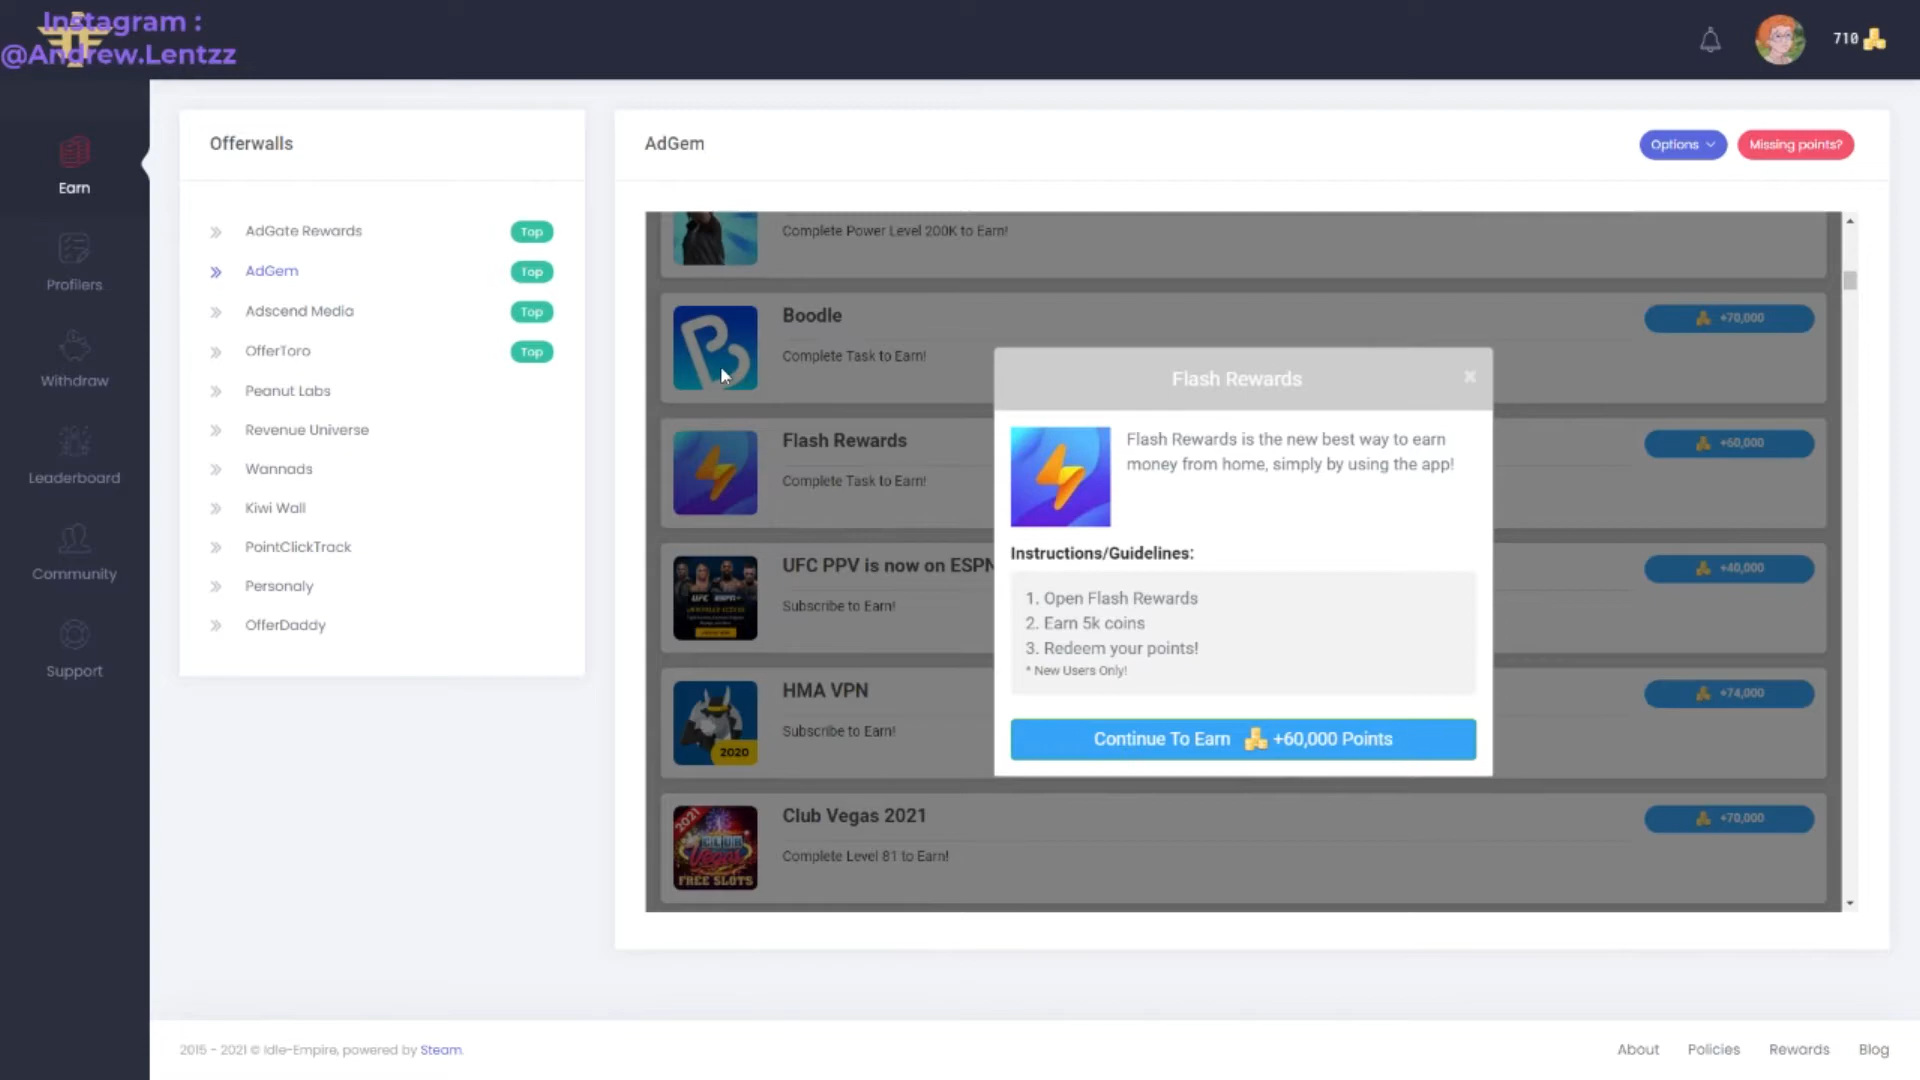 Instagram :
@Andrew.Lentzz
710
Earn
Profilers
Withdraw
Leaderboard
Community
Support
Offerwalls
AdGate Rewards Top
AdGem Top
Adscend Media Top
OfferToro Top
Peanut Labs
Revenue Universe
Wannads
Kiwi Wall
PointClickTrack
Personaly
OfferDaddy
AdGem
Options
Missing points?
Complete Power Level 200K to Earn!
Boodle
+70,000
Complete Task to Earn!
Flash Rewards
+60,000
Complete Task to Earn!
UFC PPV is now on ESPN
+40,000
Subscribe to Earn!
HMA VPN
+74,000
Subscribe to Earn!
2020
Club Vegas 2021
+70,000
Complete Level 81 to Earn!
2021
Vegas
FREE SLOTS
Flash Rewards
×
Flash Rewards is the new best way to earn
money from home, simply by using the app!
Instructions/Guidelines:
1. Open Flash Rewards
2. Earn 5k coins
3. Redeem your points!
* New Users Only!
Continue To Earn +60,000 Points
2015 - 2021 © Idle-Empire, powered by Steam.
About Policies Rewards Blog